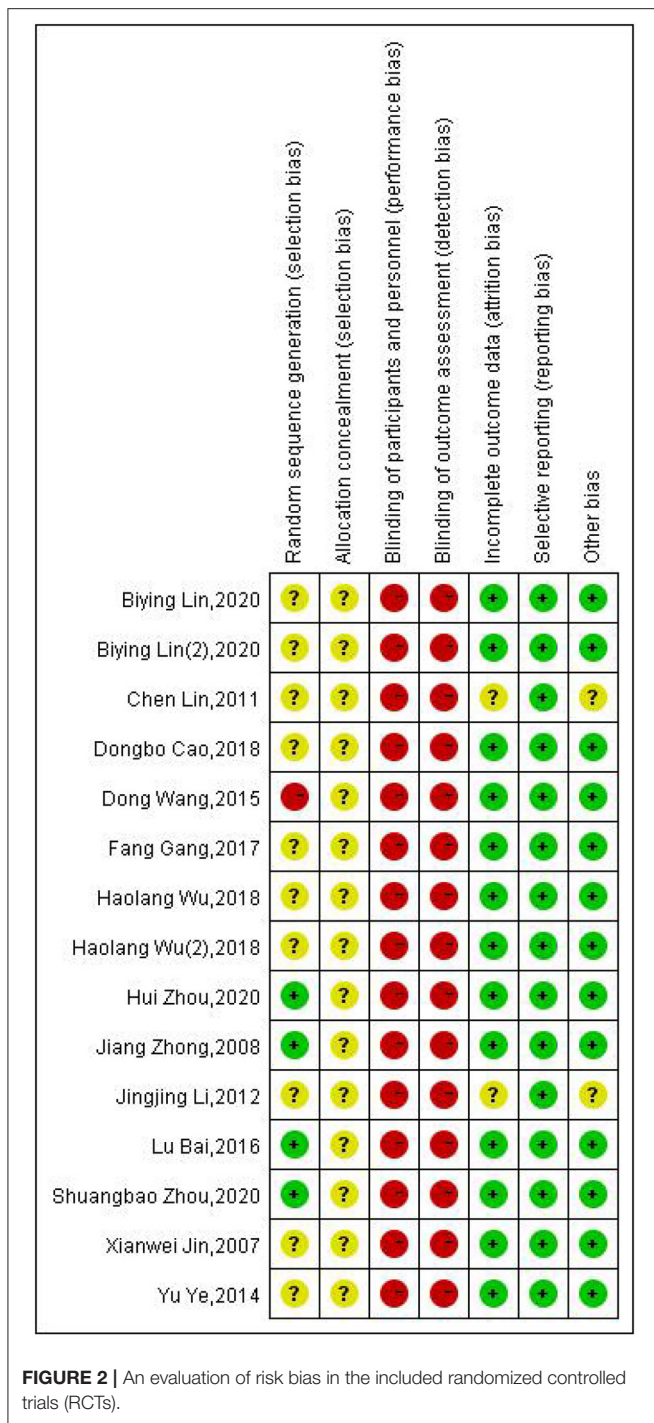 Random sequence generation (selection bias)
Allocation concealment (selection bias)
Blinding of participants and personnel (performance bias)
Blinding of outcome assessment (detection bias)
Incomplete outcome data (attrition bias)
Selective reporting (reporting bias)
Other bias
Biying Lin,2020 ? ? - - + + +
Biying Lin(2),2020 ? ? - - + + +
Chen Lin,2011 ? ? - - ? + ?
Dongbo Cao,2018 ? ? - - + + +
Dong Wang,2015 - ? - - + + +
Fang Gang,2017 ? ? - - + + +
Haolang Wu,2018 ? ? - - + + +
Haolang Wu(2),2018 ? ? - - + + +
Hui Zhou,2020 + ? - - + + +
Jiang Zhong,2008 + ? - - + + +
Jingjing Li,2012 ? ? - - ? + ?
Lu Bai,2016 + ? - - + + +
Shuangbao Zhou,2020 + ? - - + + +
Xianwei Jin,2007 ? ? - - + + +
Yu Ye,2014 ? ? - - + + +
FIGURE 2 | An evaluation of risk bias in the included randomized controlled
trials (RCTs).